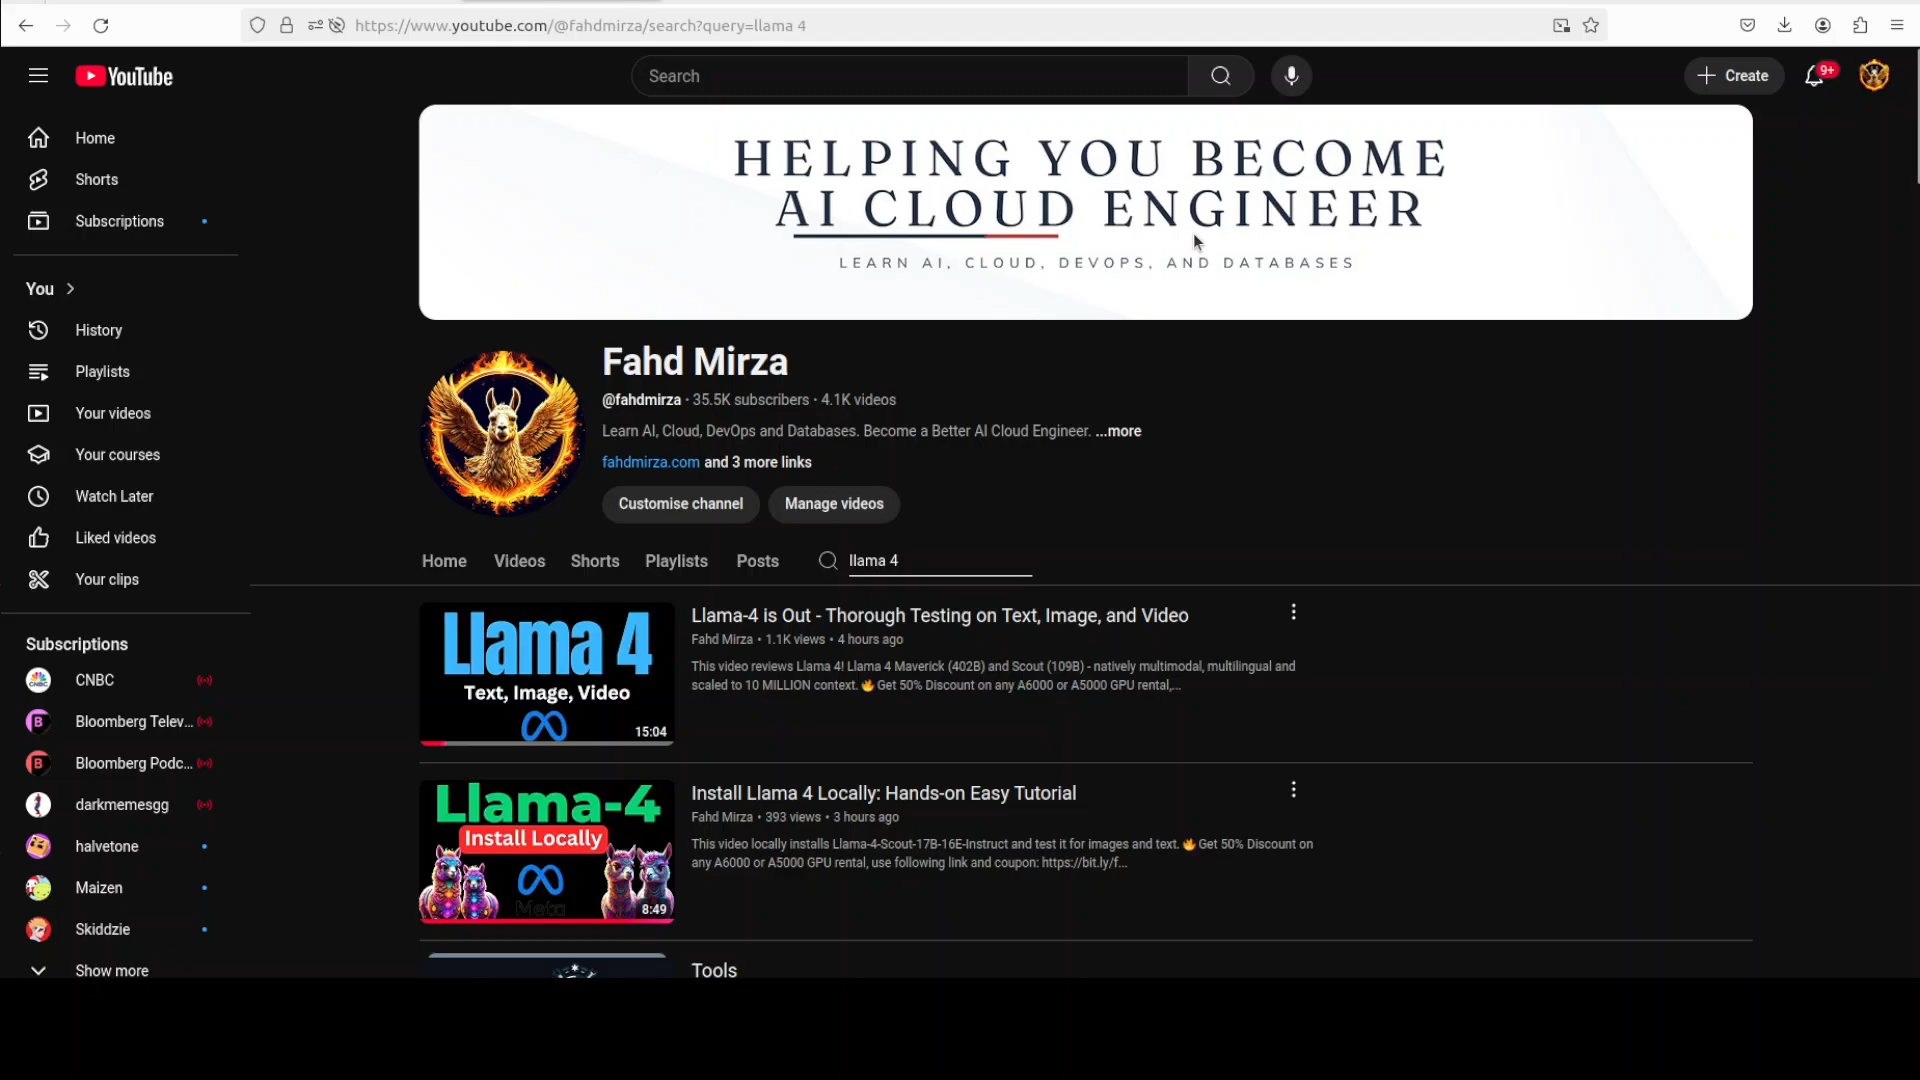 https://www.youtube.com/@fahdmirza/search?query=llama 4
YouTube
Search
Create
9+
Home
Shorts
Subscriptions
You
History
Playlists
Your videos
Your courses
Watch Later
Liked videos
Your clips
Subscriptions
CNBC
Bloomberg Telev...
Bloomberg Podc...
darkmemesgg
halvetone
Maizen
Skiddzie
Show more
HELPING YOU BECOME
AI CLOUD ENGINEER
LEARN AI, CLOUD, DEVOPS, AND DATABASES
Fahd Mirza
@fahdmirza · 35.5K subscribers · 4.1K videos
Learn AI, Cloud, DevOps and Databases. Become a Better AI Cloud Engineer. ...more
fahdmirza.com and 3 more links
Customise channel
Manage videos
Home Videos Shorts Playlists Posts llama 4
Llama 4
Text, Image, Video
15:04
Llama-4 is Out - Thorough Testing on Text, Image, and Video
Fahd Mirza • 1.1K views • 4 hours ago
This video reviews Llama 4! Llama 4 Maverick (402B) and Scout (109B) - natively multimodal, multilingual and
scaled to 10 MILLION context. 🔥 Get 50% Discount on any A6000 or A5000 GPU rental,...
Llama-4
Install Locally
Meta
8:49
Install Llama 4 Locally: Hands-on Easy Tutorial
Fahd Mirza • 393 views • 3 hours ago
This video locally installs Llama-4-Scout-17B-16E-Instruct and test it for images and text. 🔥 Get 50% Discount on
any A6000 or A5000 GPU rental, use following link and coupon: https://bit.ly/f...
Tools